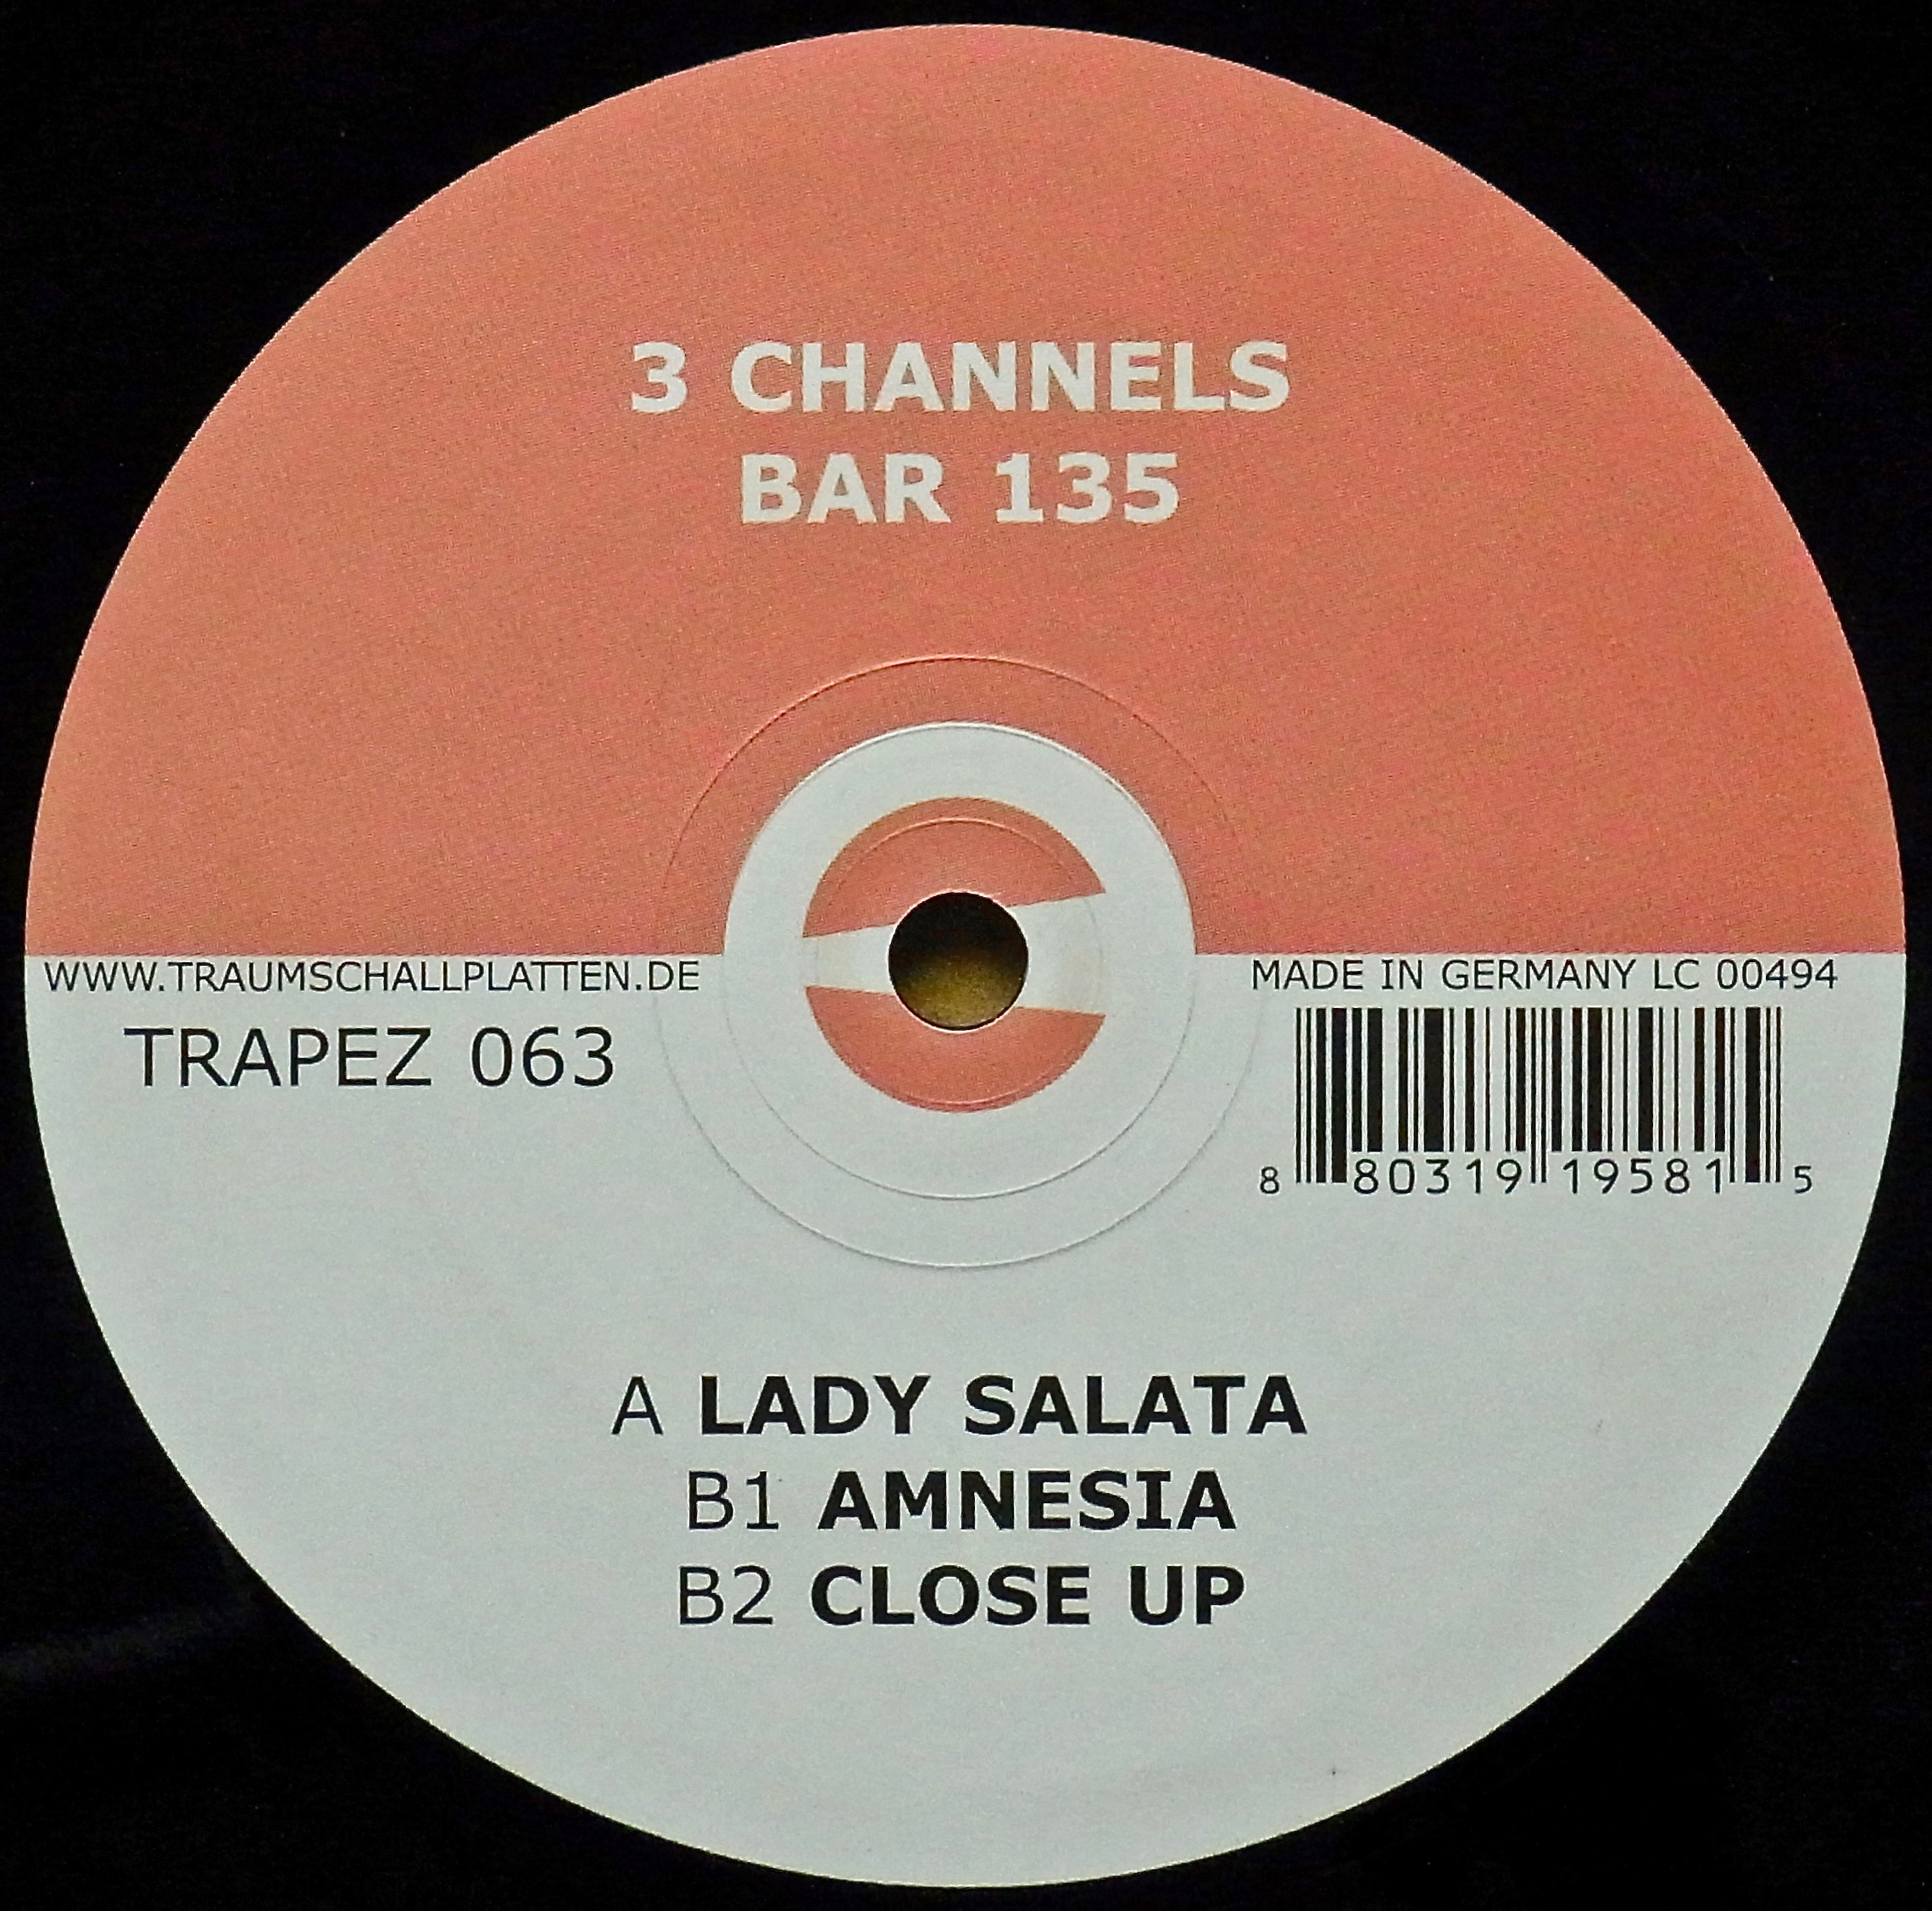 3 CHANNELS
BAR 135
WWW.TRAUMSCHALLPLATTEN.DE
MADE IN GERMANY LC 00494
TRAPEZ 063
8 80319 19581 5
A LADY SALATA
B1 AMNESIA
B2 CLOSE UP